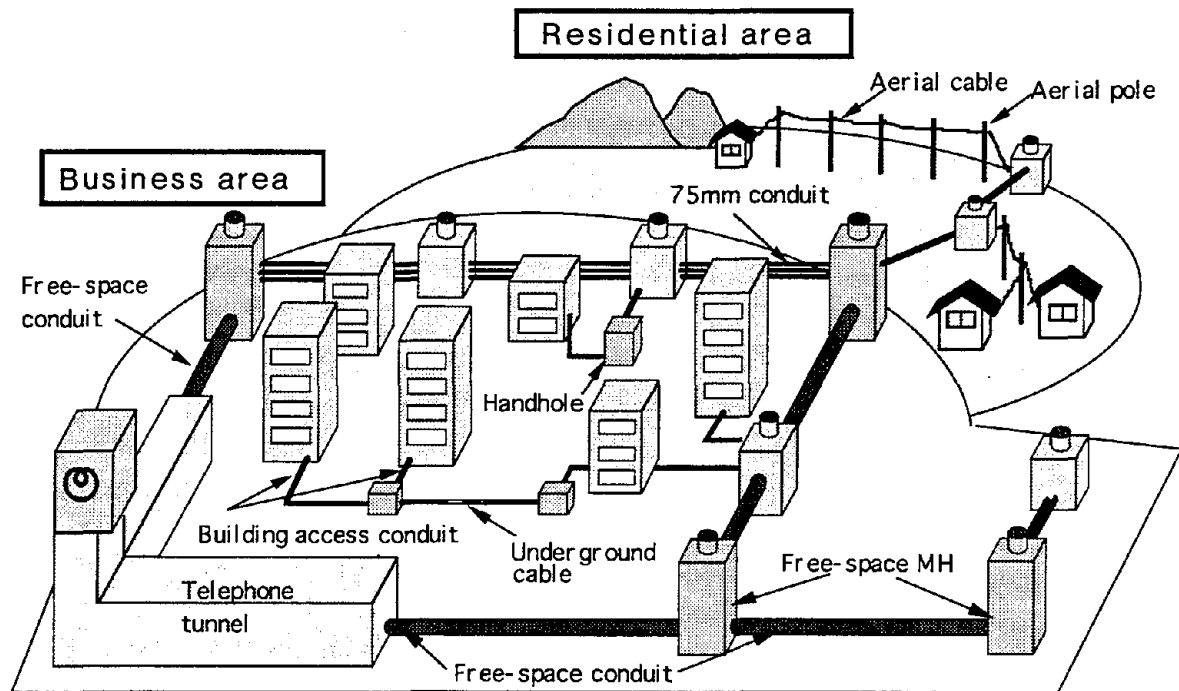 Residential area
Aerial cable
Aerial pole
Business area
75mm conduit
Free-space
conduit
Handhole
Building access conduit
Underground
cable
Free-space MH
Telephone
tunnel
Free-space conduit